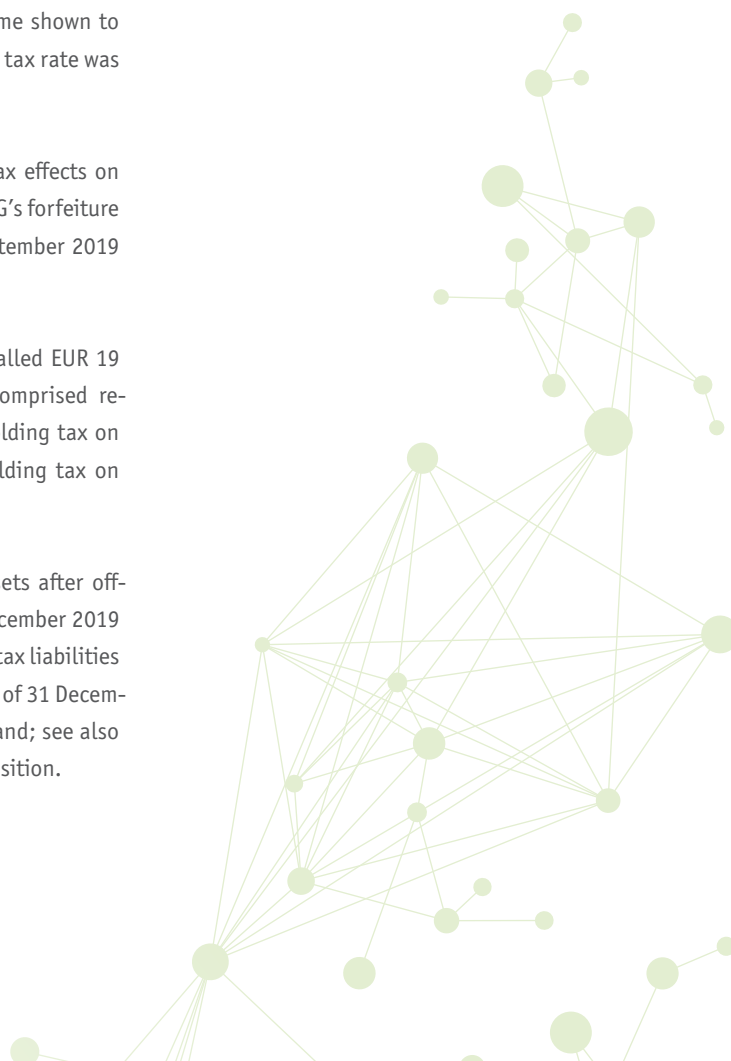 me shown to
tax rate was
ax effects on
G’s forfeiture
tember 2019
alled EUR 19
omprised re-
lding tax on
lding tax on
sets after off-
cember 2019
tax liabilities
of 31 Decem-
and; see also
sition.